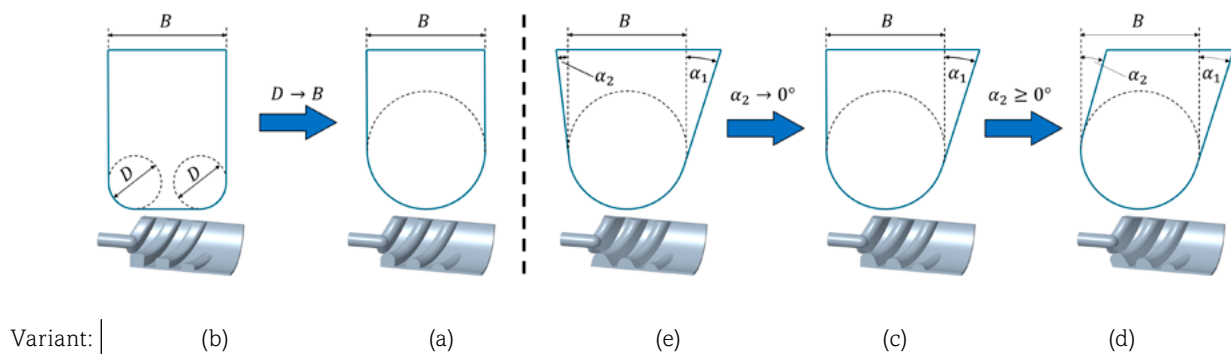 B B B B B
α₂ α₁ α₁ α₂ α₁
D → B α₂ → 0° α₂ ≥ 0°
D D
Variant: (b) (a) (e) (c) (d)